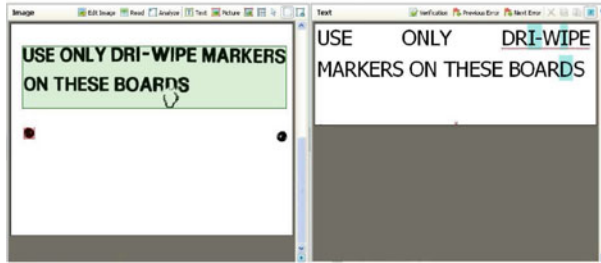 Image
Edit Image Read Analyze Text Picture
USE ONLY DRI-WIPE MARKERS
ON THESE BOARDS
Text
Verification Previous Error Next Error
USE ONLY DRI-WIPE
MARKERS ON THESE BOARDS